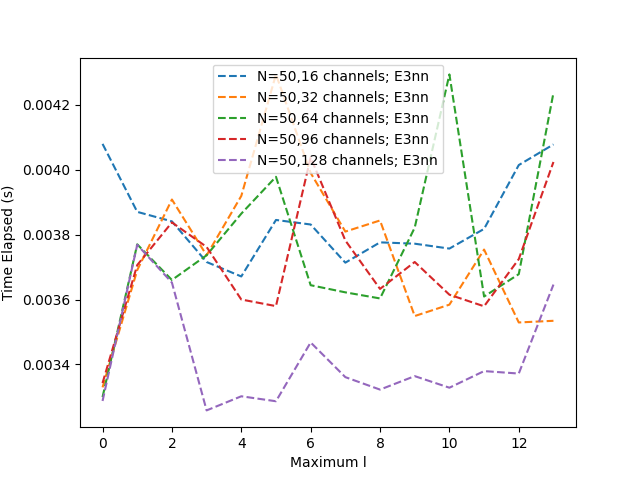 N=50,16 channels; E3nn
N=50,32 channels; E3nn
N=50,64 channels; E3nn
N=50,96 channels; E3nn
N=50,128 channels; E3nn
Time Elapsed (s)
0.0042
0.0040
0.0038
0.0036
0.0034
0 2 4 6 8 10 12
Maximum l